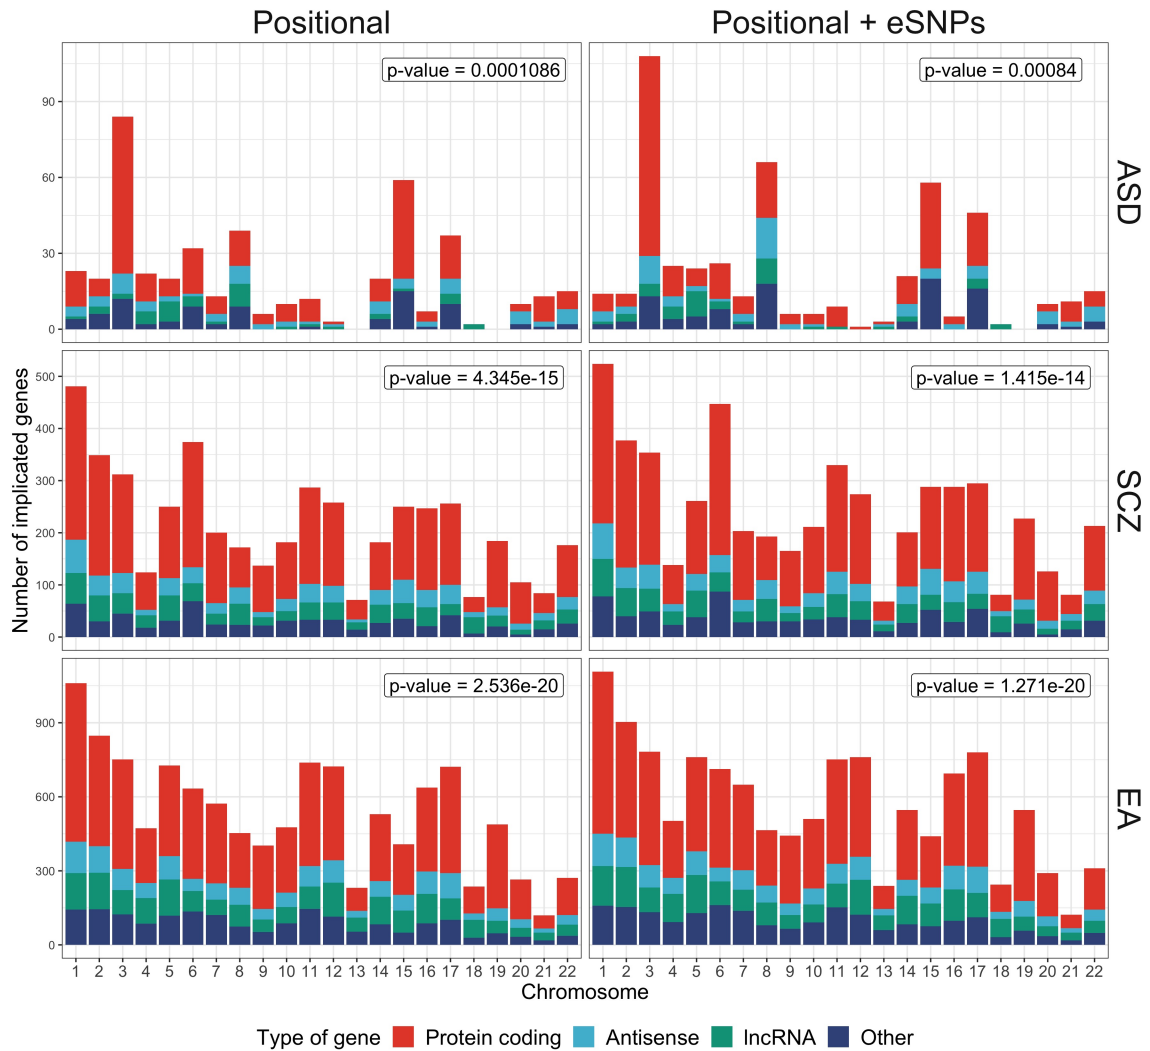 Positional Positional + eSNPs
p-value = 0.0001086 p-value = 0.00084
90
60
30
0
ASD
p-value = 4.345e-15 p-value = 1.415e-14
500
400
300
200
100
0
SCZ
Number of implicated genes
p-value = 2.536e-20 p-value = 1.271e-20
900
600
300
0
EA
1 2 3 4 5 6 7 8 9 10 11 12 13 14 15 16 17 18 19 20 21 22 1 2 3 4 5 6 7 8 9 10 11 12 13 14 15 16 17 18 19 20 21 22
Chromosome
Type of gene Protein coding Antisense lncRNA Other